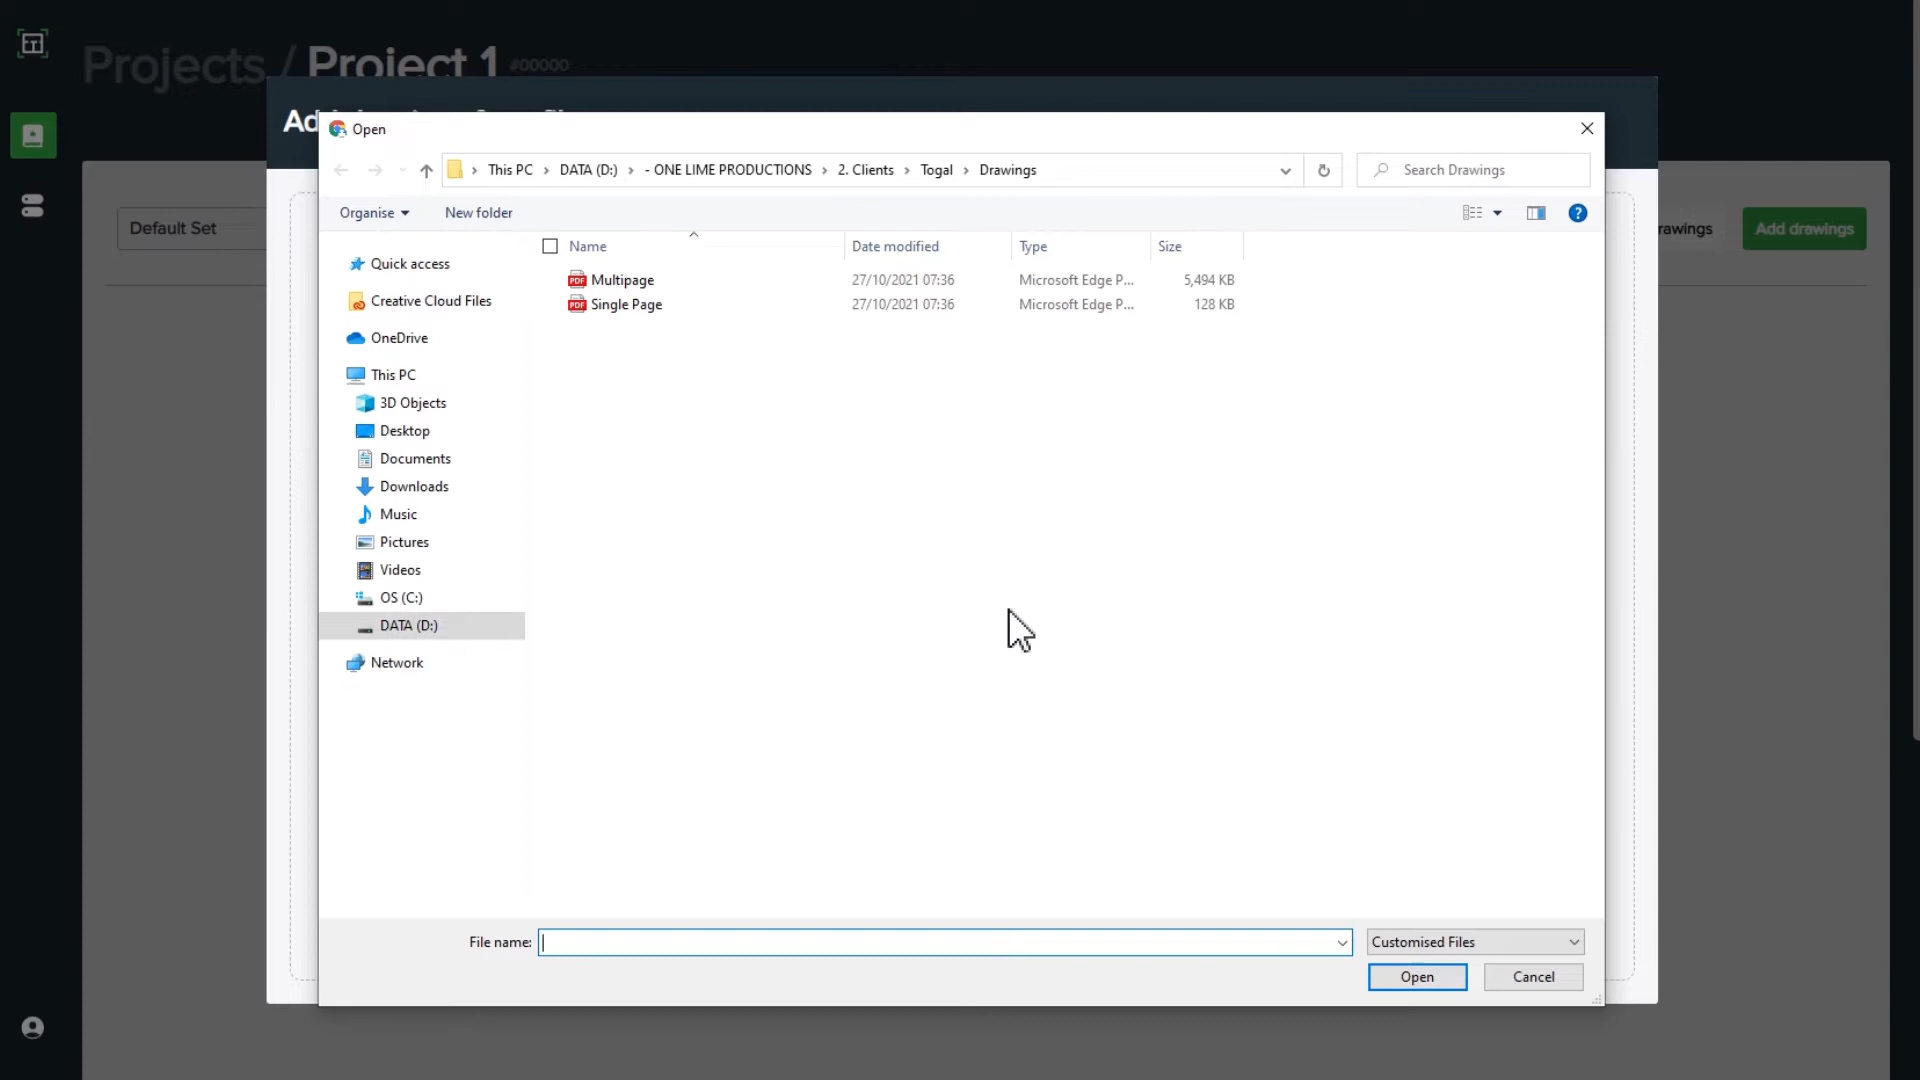 Projects / Project 1 #00000
Open
This PC > DATA (D:) > - ONE LIME PRODUCTIONS > 2. Clients > Togal > Drawings
Search Drawings
Organise
New folder
Default Set
rawings
Add drawings
Name
Date modified
Type
Size
Quick access
Multipage
27/10/2021 07:36
Microsoft Edge P...
5,494 KB
Single Page
27/10/2021 07:36
Microsoft Edge P...
128 KB
Creative Cloud Files
OneDrive
This PC
3D Objects
Desktop
Documents
Downloads
Music
Pictures
Videos
OS (C:)
DATA (D:)
Network
File name:
Customised Files
Open
Cancel